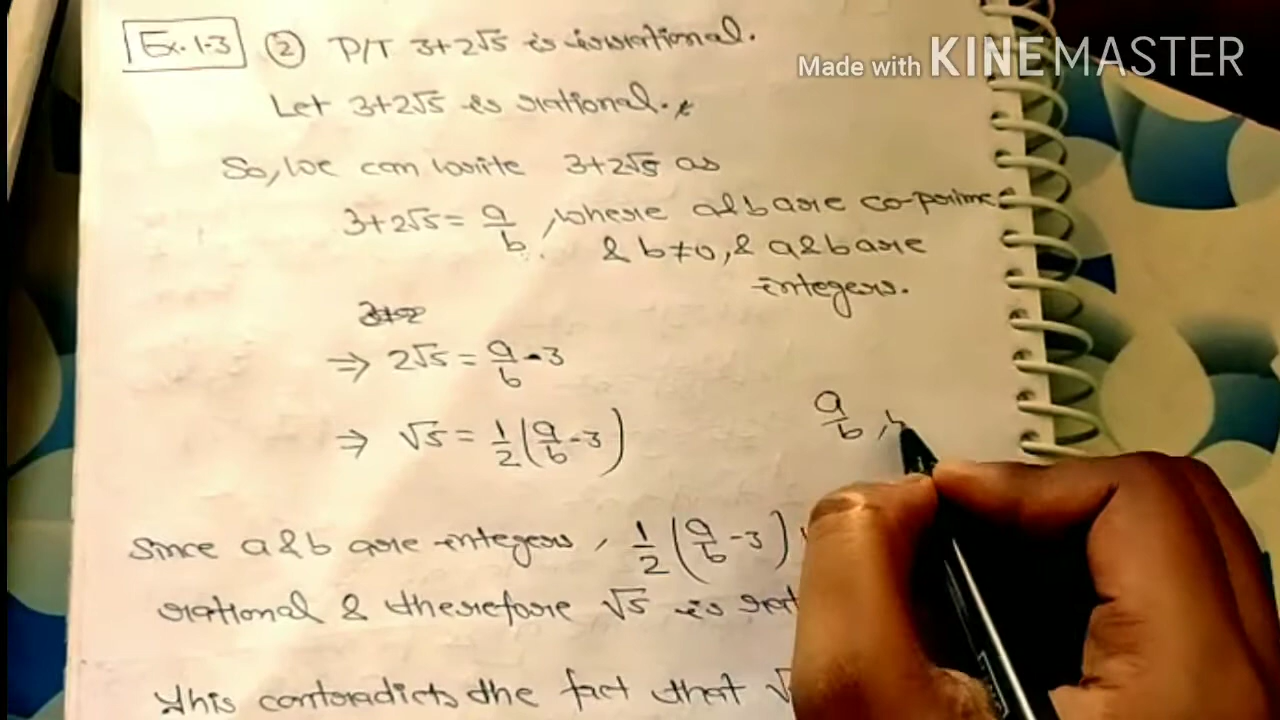 Ex. 1.3 ② P/T 3+2√5 is irrational.
Made with KINEMASTER
Let 3+2√5 is rational.
So, we can write 3+2√5 as
3+2√5 = a/b, where a & b are co-prime
& b≠0, & a & b are
integers.
⇒ 2√5 = a/b - 3
⇒ √5 = 1/2 (a/b - 3)
a/b,
Since a & b are integers, 1/2 (a/b - 3)
rational & therefore √5 is
This contradicts the fact that